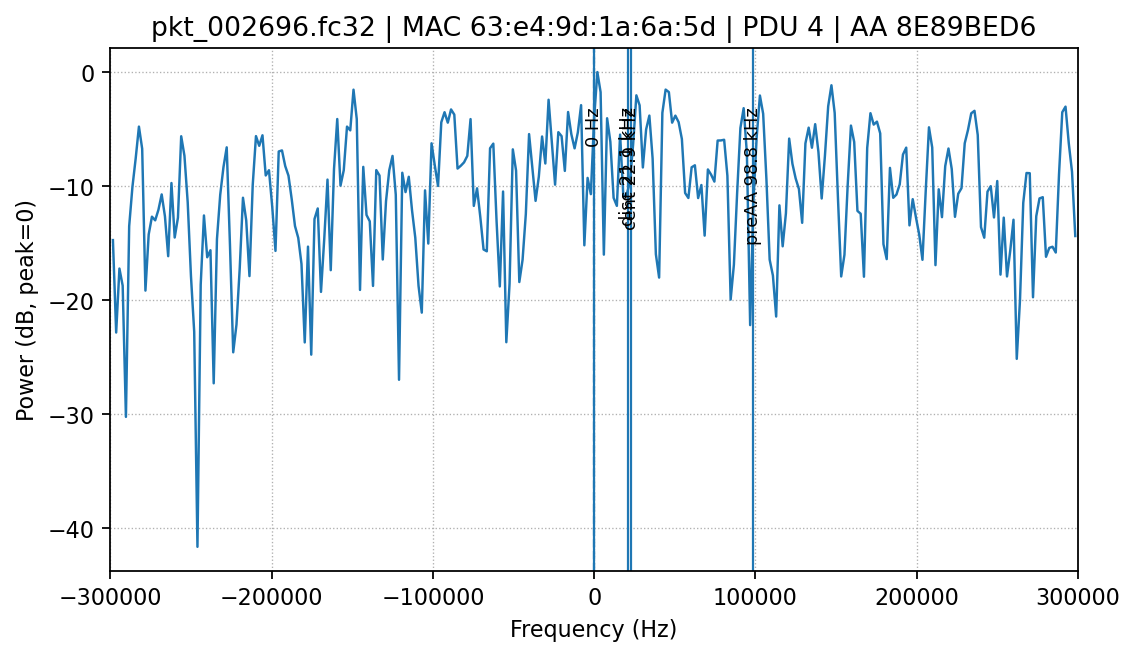 pkt_002696.fc32 | MAC 63:e4:9d:1a:6a:5d | PDU 4 | AA 8E89BED6
Power (dB, peak=0)
0
−10
−20
−30
−40
0 Hz
preAA 98.8 kHz
−300000
−200000
−100000
0
100000
200000
300000
Frequency (Hz)